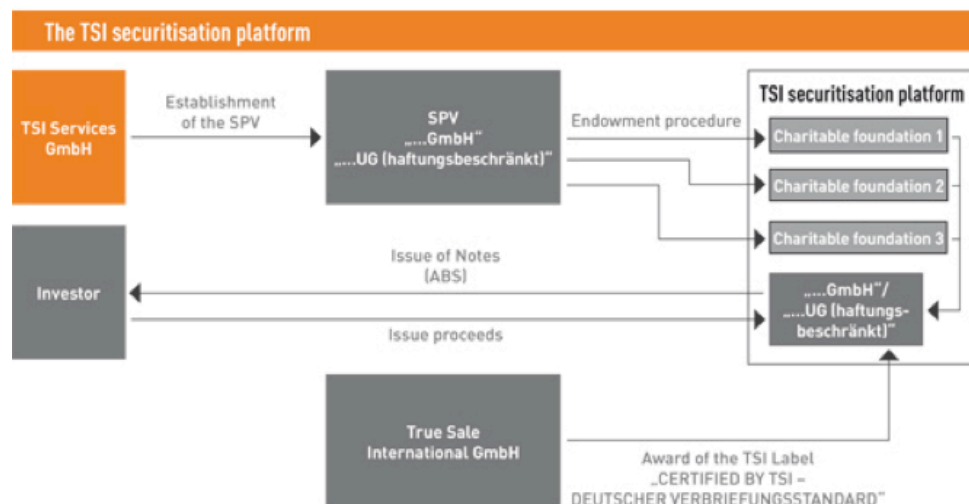 The TSI securitisation platform
TSI Services
GmbH
Establishment
of the SPV
SPV
„...GmbH“
„...UG (haftungsbeschränkt)“
Endowment procedure
TSI securitisation platform
Charitable foundation 1
Charitable foundation 2
Charitable foundation 3
„...GmbH“/
„...UG (haftungs-
beschränkt)“
Investor
Issue of Notes
(ABS)
Issue proceeds
True Sale
International GmbH
Award of the TSI Label
„CERTIFIED BY TSI –
DEUTSCHER VERBRIEFUNGSSTANDARD“